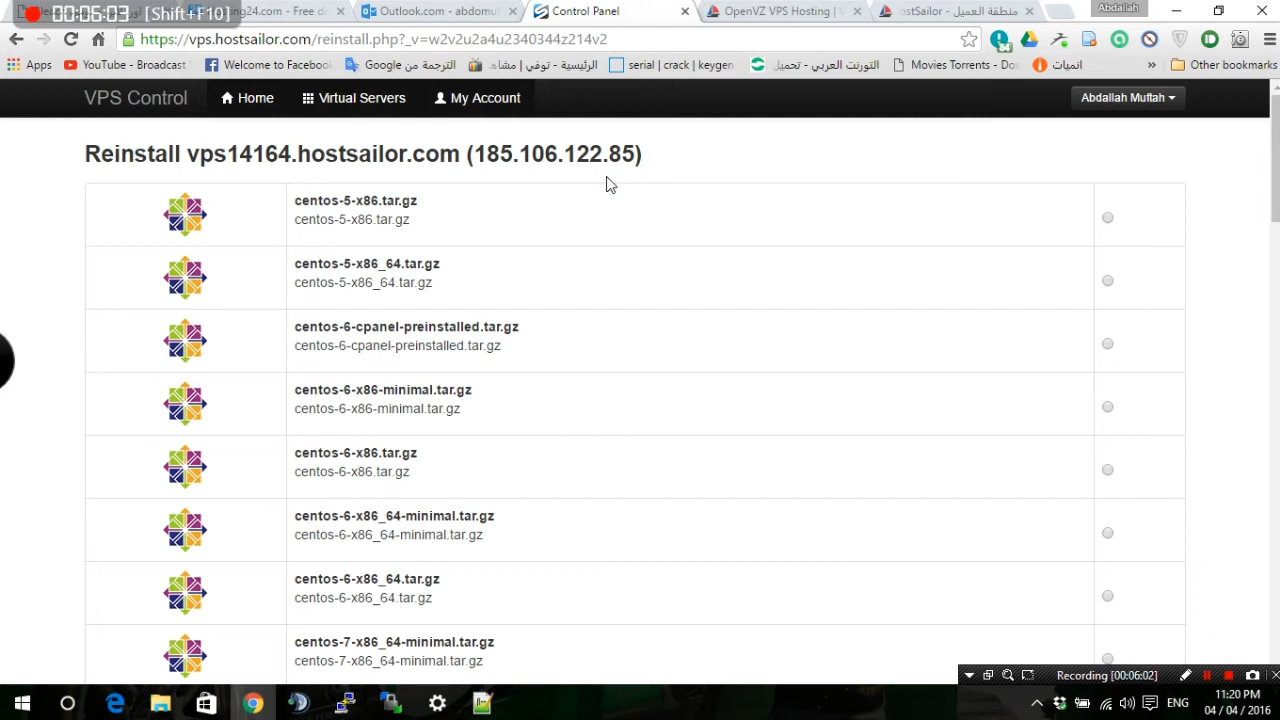 00:06:03 [Shift+F10]
24.com - Free d
Outlook.com - abdomut
Control Panel
OpenVZ VPS Hosting |
منطقة العميل - ostSailor
Abdallah
https://vps.hostsailor.com/reinstall.php?_v=w2v2u2a4u2340344z214v2
Apps
YouTube - Broadcast
Welcome to Facebook
الترجمة من Google
الرئيسية - توفي | مشاه
serial | crack | keygen
التورنت العربي - تحميل
Movies Torrents - Do
انميات
»
Other bookmarks
VPS Control
Home
Virtual Servers
My Account
Abdallah Muftah
Reinstall vps14164.hostsailor.com (185.106.122.85)
centos-5-x86.tar.gz
centos-5-x86.tar.gz
centos-5-x86_64.tar.gz
centos-5-x86_64.tar.gz
centos-6-cpanel-preinstalled.tar.gz
centos-6-cpanel-preinstalled.tar.gz
centos-6-x86-minimal.tar.gz
centos-6-x86-minimal.tar.gz
centos-6-x86.tar.gz
centos-6-x86.tar.gz
centos-6-x86_64-minimal.tar.gz
centos-6-x86_64-minimal.tar.gz
centos-6-x86_64.tar.gz
centos-6-x86_64.tar.gz
centos-7-x86_64-minimal.tar.gz
centos-7-x86_64-minimal.tar.gz
Recording [00:06:02]
ENG
11:20 PM
04 / 04 / 2016